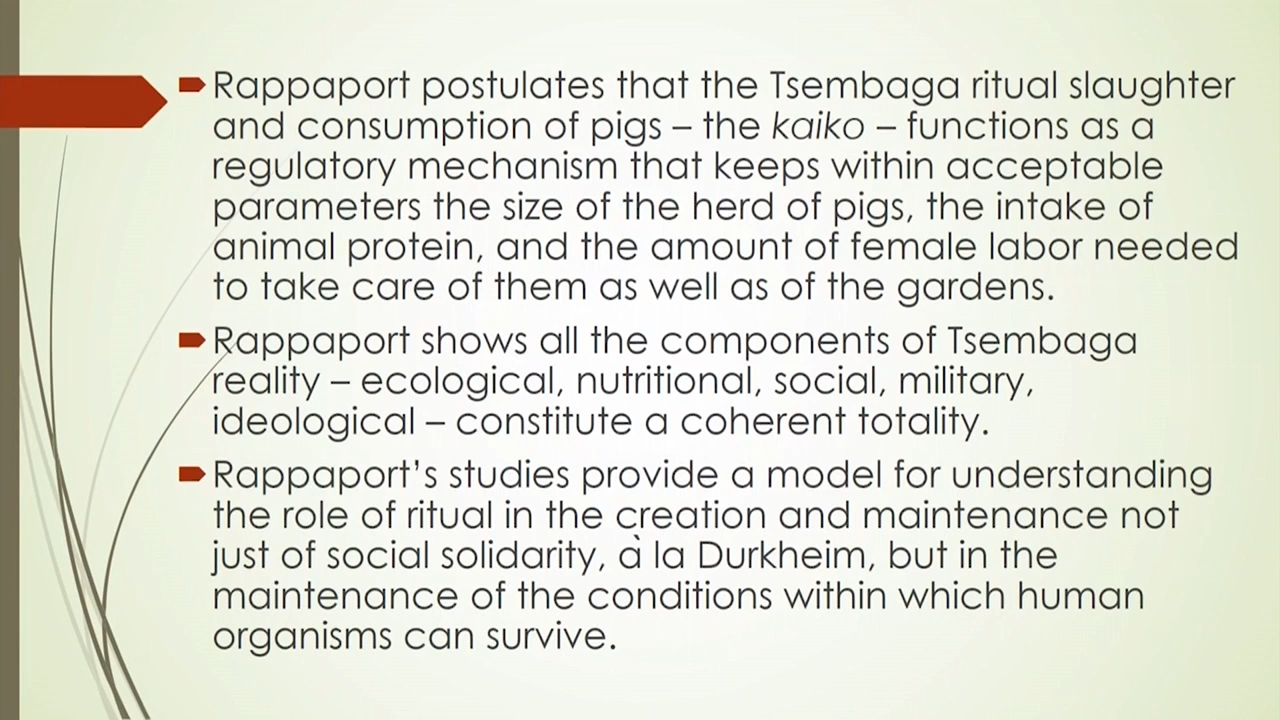 Rappaport postulates that the Tsembaga ritual slaughter
and consumption of pigs – the kaiko – functions as a
regulatory mechanism that keeps within acceptable
parameters the size of the herd of pigs, the intake of
animal protein, and the amount of female labor needed
to take care of them as well as of the gardens.
Rappaport shows all the components of Tsembaga
reality – ecological, nutritional, social, military,
ideological – constitute a coherent totality.
Rappaport’s studies provide a model for understanding
the role of ritual in the creation and maintenance not
just of social solidarity, à la Durkheim, but in the
maintenance of the conditions within which human
organisms can survive.